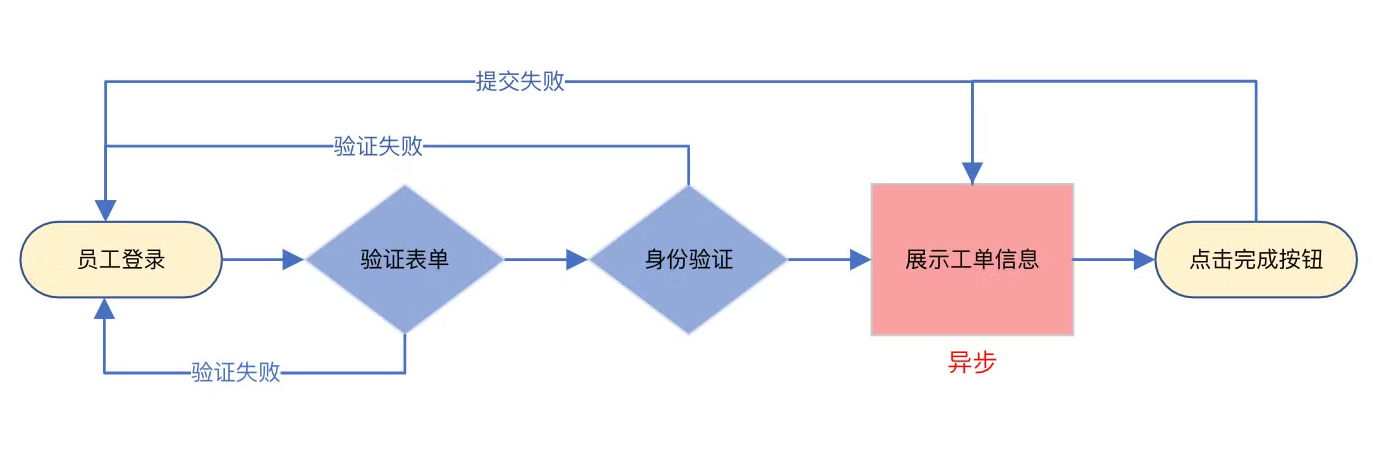 提交失败
验证失败
员工登录
验证表单
身份验证
展示工单信息
点击完成按钮
异步
验证失败